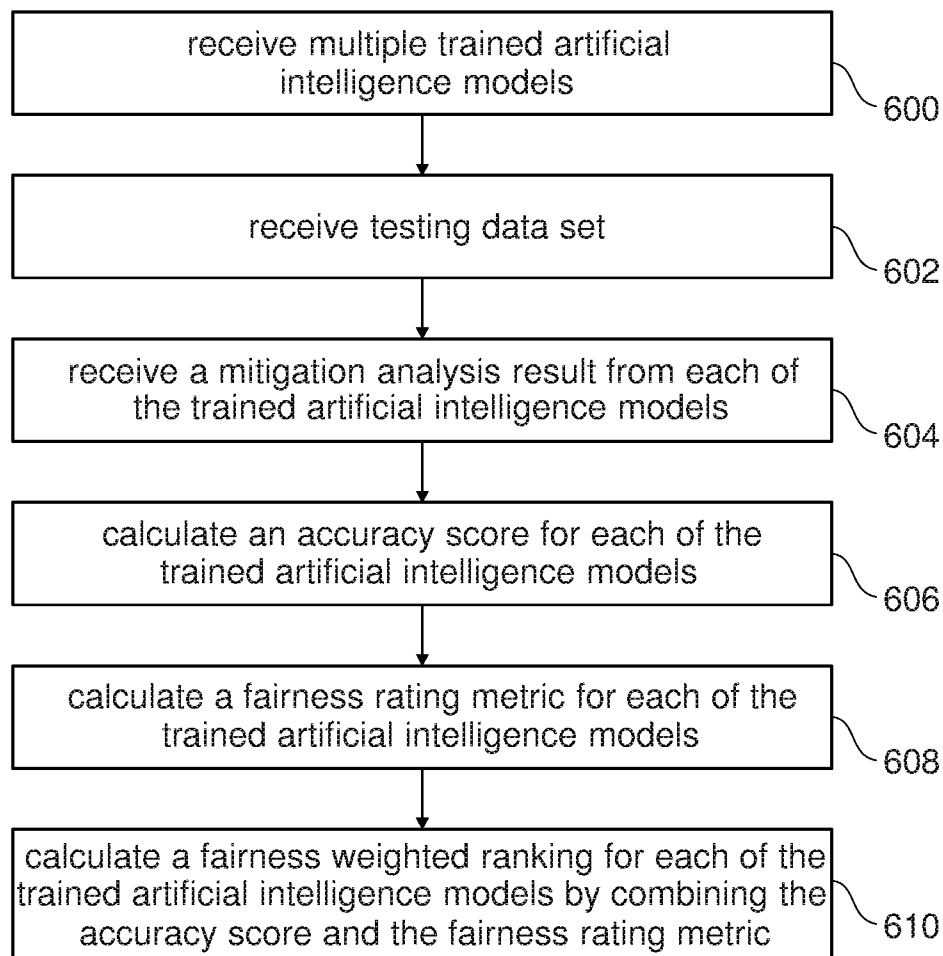 receive multiple trained artificial
intelligence models
600
receive testing data set
602
receive a mitigation analysis result from each of
the trained artificial intelligence models
604
calculate an accuracy score for each of the
trained artificial intelligence models
606
calculate a fairness rating metric for each of the
trained artificial intelligence models
608
calculate a fairness weighted ranking for each of the
trained artificial intelligence models by combining the
accuracy score and the fairness rating metric
610